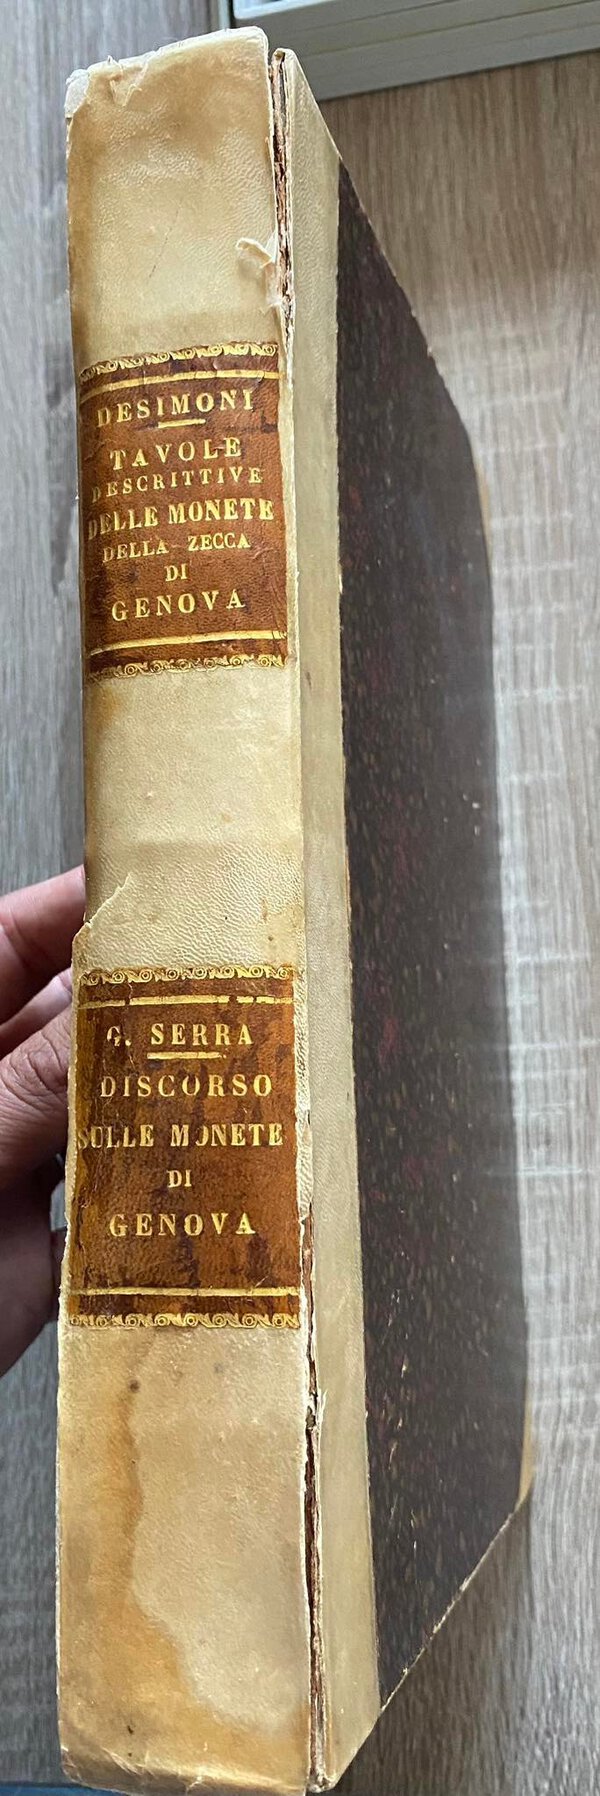 DESIMONI
TAVOLE
DESCRITTIVE
DELLE MONETE
DELLA ZECCA
DI
GENOVA
G. SERRA
DISCORSO
SULLE MONETE
DI
GENOVA